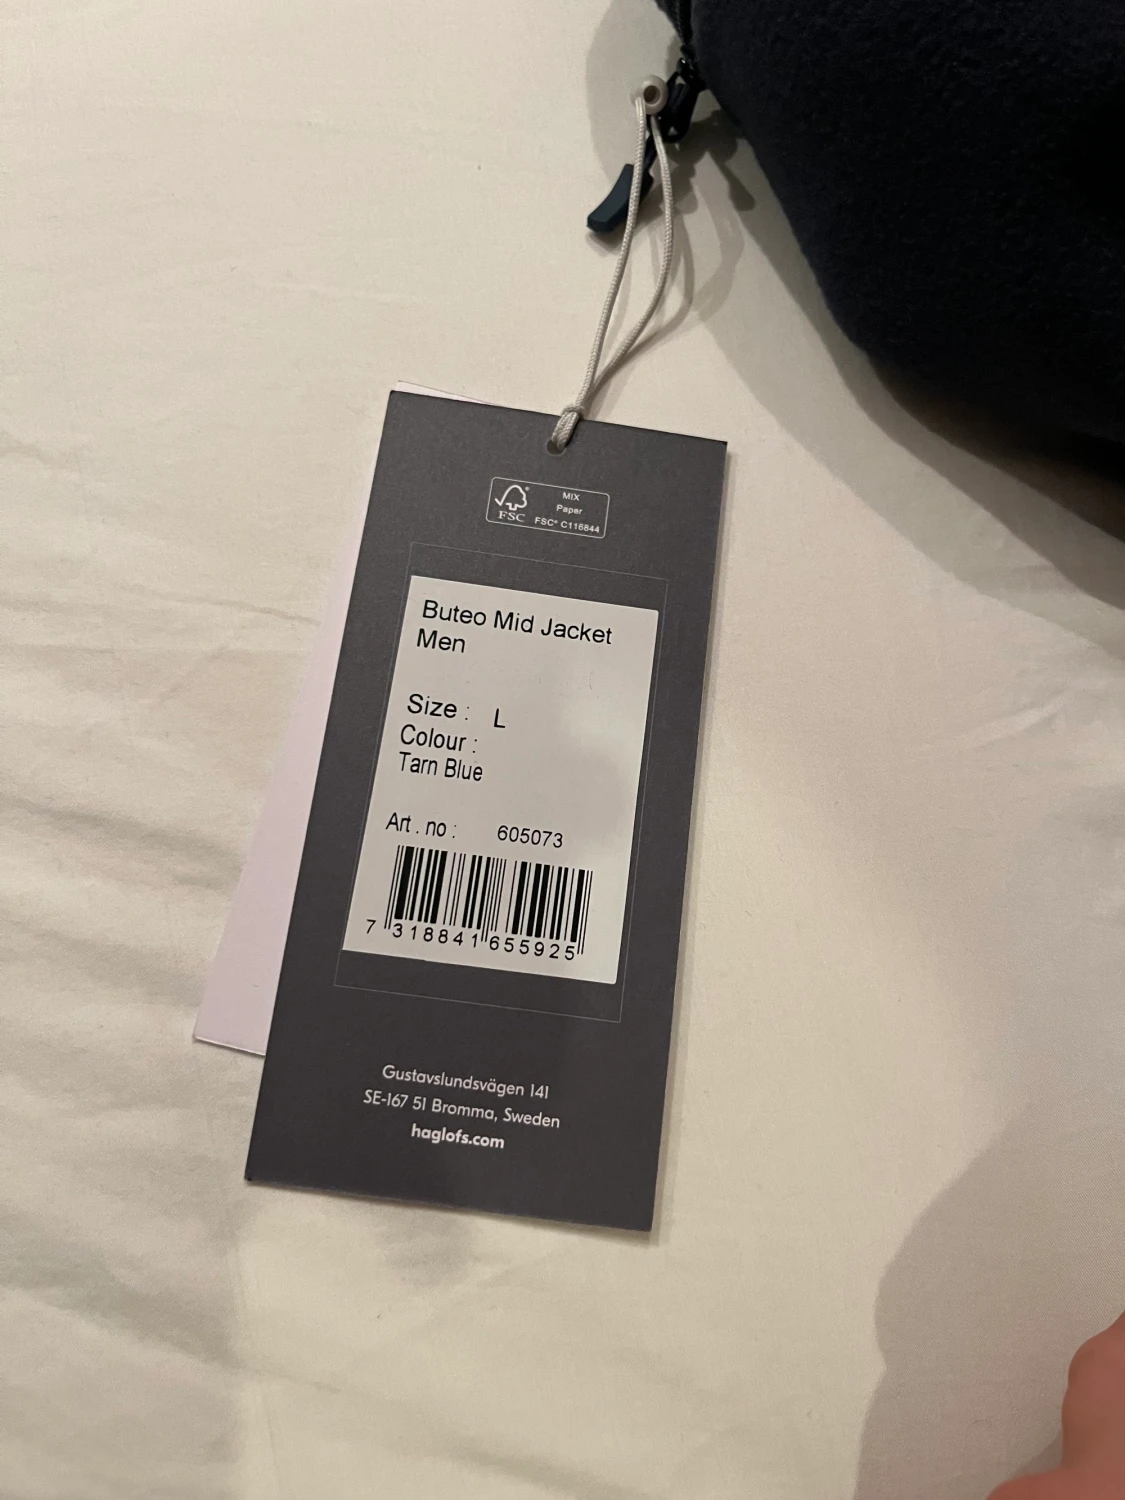 FSC®
MIX
Paper
FSC® C116844
Buteo Mid Jacket
Men
Size : L
Colour :
Tarn Blue
Art . no : 605073
7 318841 655925
Gustavslundsvägen 141
SE-167 51 Bromma, Sweden
haglofs.com